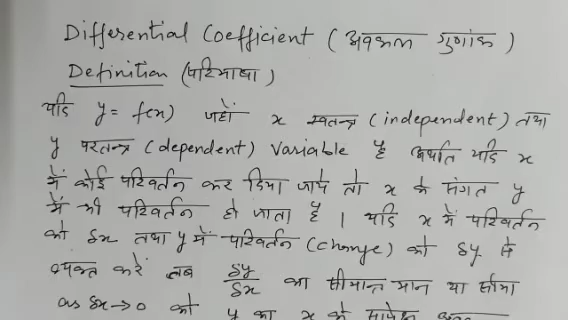 Differential Coefficient (अवकल गुणांक)
Definition (परिभाषा)
यदि y = f(x) जहाँ x स्वतन्त्र (independent) तथा
y परतन्त्र (dependent) variable है अर्थात यदि x
में कोई परिवर्तन कर दिया जाये तो x के संगत y
में भी परिवर्तन हो जाता है । यदि x में परिवर्तन
को δx तथा y में परिवर्तन (change) को δy से
व्यक्त करें तब δy/δx का सीमान्त मान या सीमा
as δx→0 को y का x के सापेक्ष